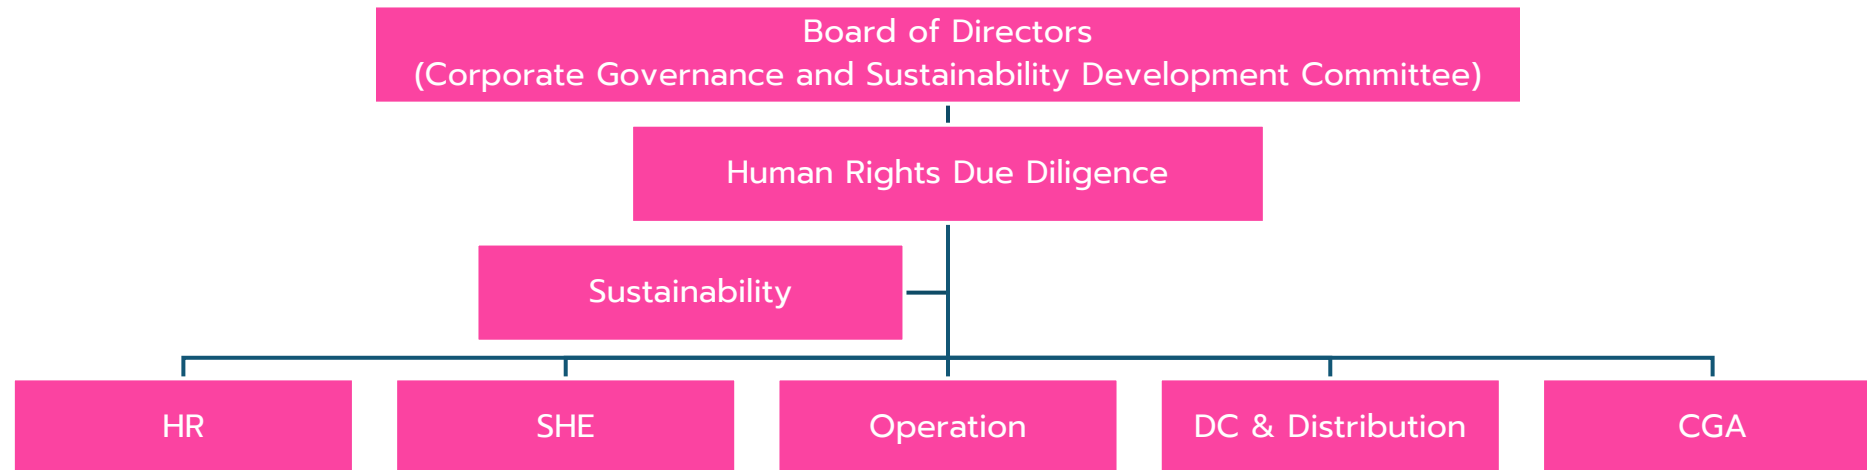 Board of Directors
(Corporate Governance and Sustainability Development Committee)
Human Rights Due Diligence
Sustainability
HR
SHE
Operation
DC & Distribution
CGA